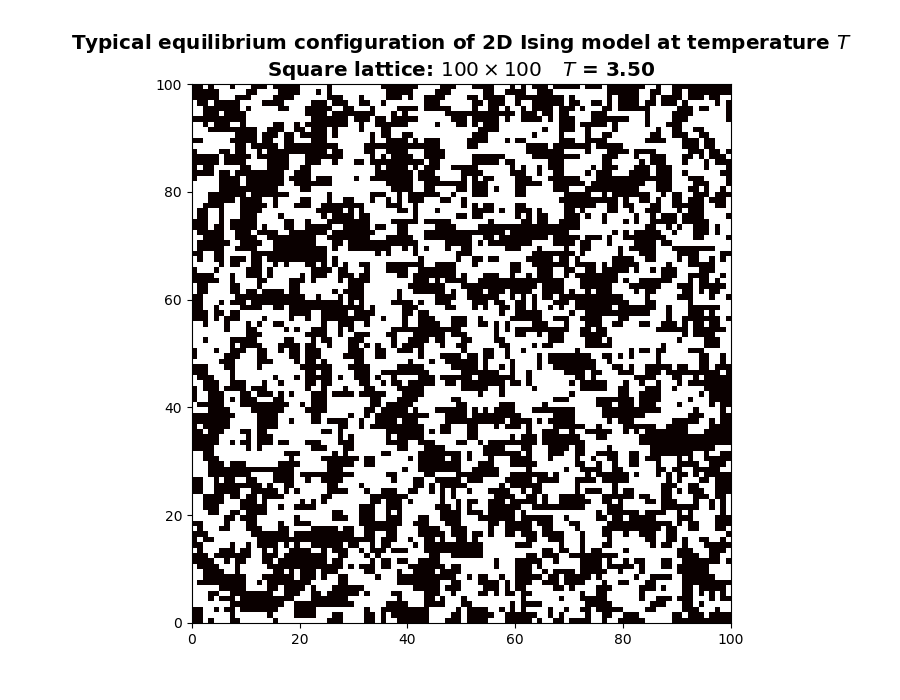 Typical equilibrium configuration of 2D Ising model at temperature T
Square lattice: 100 × 100 T = 3.50
100
80
60
40
20
0
0 20 40 60 80 100